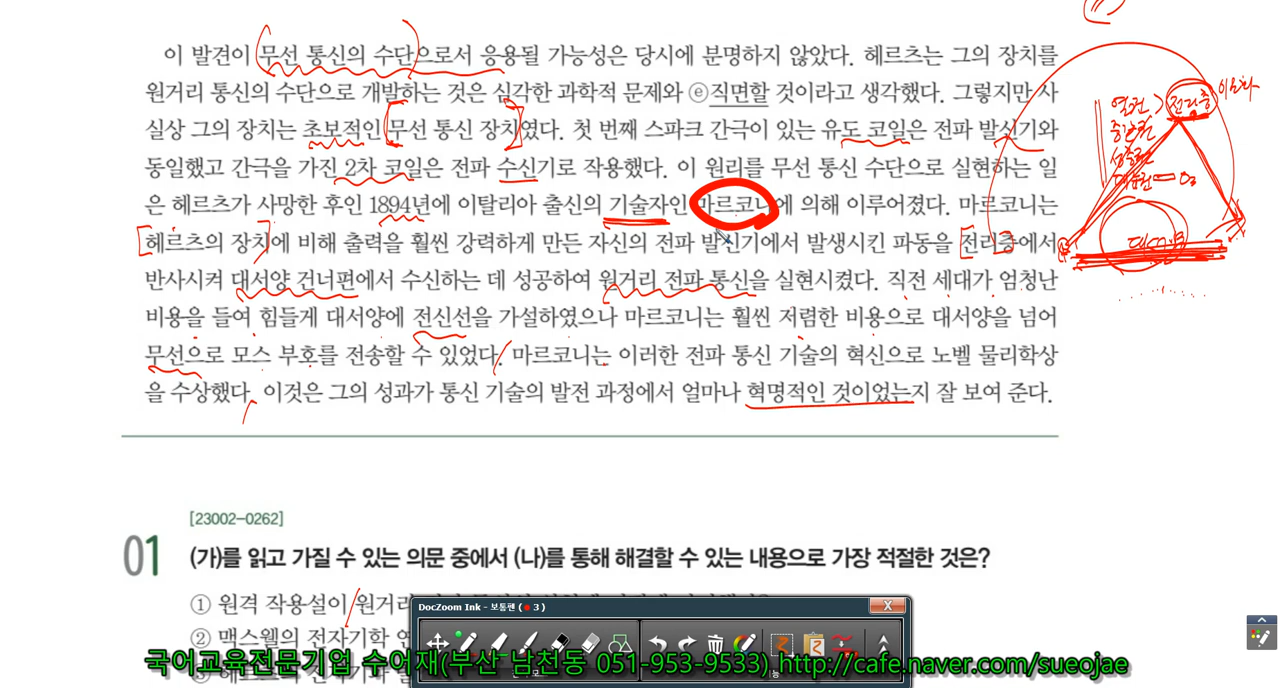 이 발견이 무선 통신의 수단으로서 응용될 가능성은 당시에 분명하지 않았다. 헤르츠는 그의 장치를
원거리 통신의 수단으로 개발하는 것은 심각한 과학적 문제와 ⓔ직면할 것이라고 생각했다. 그렇지만 사
실상 그의 장치는 초보적인 무선 통신 장치였다. 첫 번째 스파크 간극이 있는 유도 코일은 전파 발신기와
동일했고 간극을 가진 2차 코일은 전파 수신기로 작용했다. 이 원리를 무선 통신 수단으로 실현하는 일
은 헤르츠가 사망한 후인 1894년에 이탈리아 출신의 기술자인 마르코니에 의해 이루어졌다. 마르코니는
헤르츠의 장치에 비해 출력을 훨씬 강력하게 만든 자신의 전파 발신기에서 발생시킨 파동을 전리층에서
반사시켜 대서양 건너편에서 수신하는 데 성공하여 원거리 전파 통신을 실현시켰다. 직전 세대가 엄청난
비용을 들여 힘들게 대서양에 전신선을 가설하였으나 마르코니는 훨씬 저렴한 비용으로 대서양을 넘어
무선으로 모스 부호를 전송할 수 있었다. 마르코니는 이러한 전파 통신 기술의 혁신으로 노벨 물리학상
을 수상했다. 이것은 그의 성과가 통신 기술의 발전 과정에서 얼마나 혁명적인 것이었는지 잘 보여 준다.
열권 > 전리층
중간권
성층권
[23002-0262]
01 (가)를 읽고 가질 수 있는 의문 중에서 (나)를 통해 해결할 수 있는 내용으로 가장 적절한 것은?
① 원격 작용설이 원거리
DocZoom Ink - 보통펜 ( 3 )
② 맥스웰의 전자기학
국어교육전문기업 수어재(부산 남천동 051-953-9533) http://cafe.naver.com/sueojae